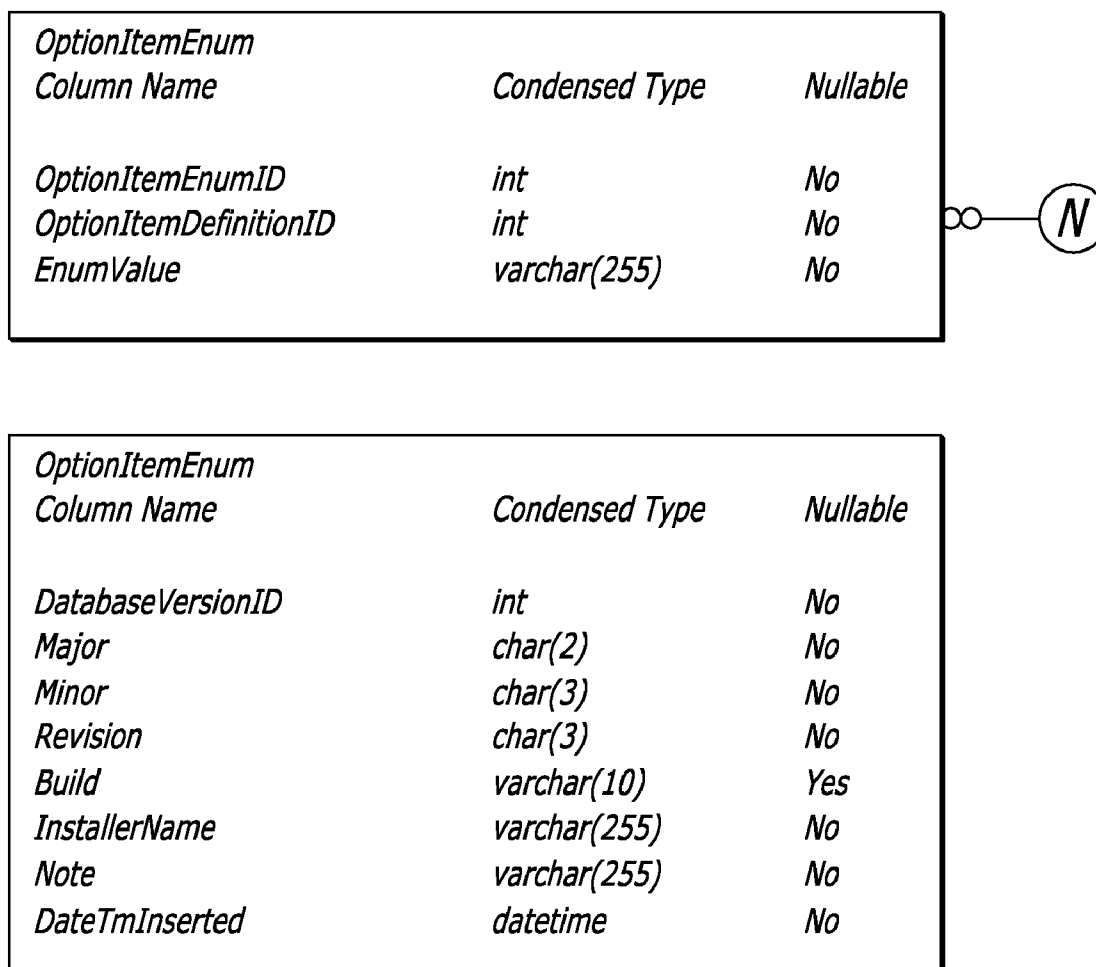 OptionItemEnum
Column Name Condensed Type Nullable
OptionItemEnumID int No
OptionItemDefinitionID int No
EnumValue varchar(255) No
N
OptionItemEnum
Column Name Condensed Type Nullable
DatabaseVersionID int No
Major char(2) No
Minor char(3) No
Revision char(3) No
Build varchar(10) Yes
InstallerName varchar(255) No
Note varchar(255) No
DateTmInserted datetime No